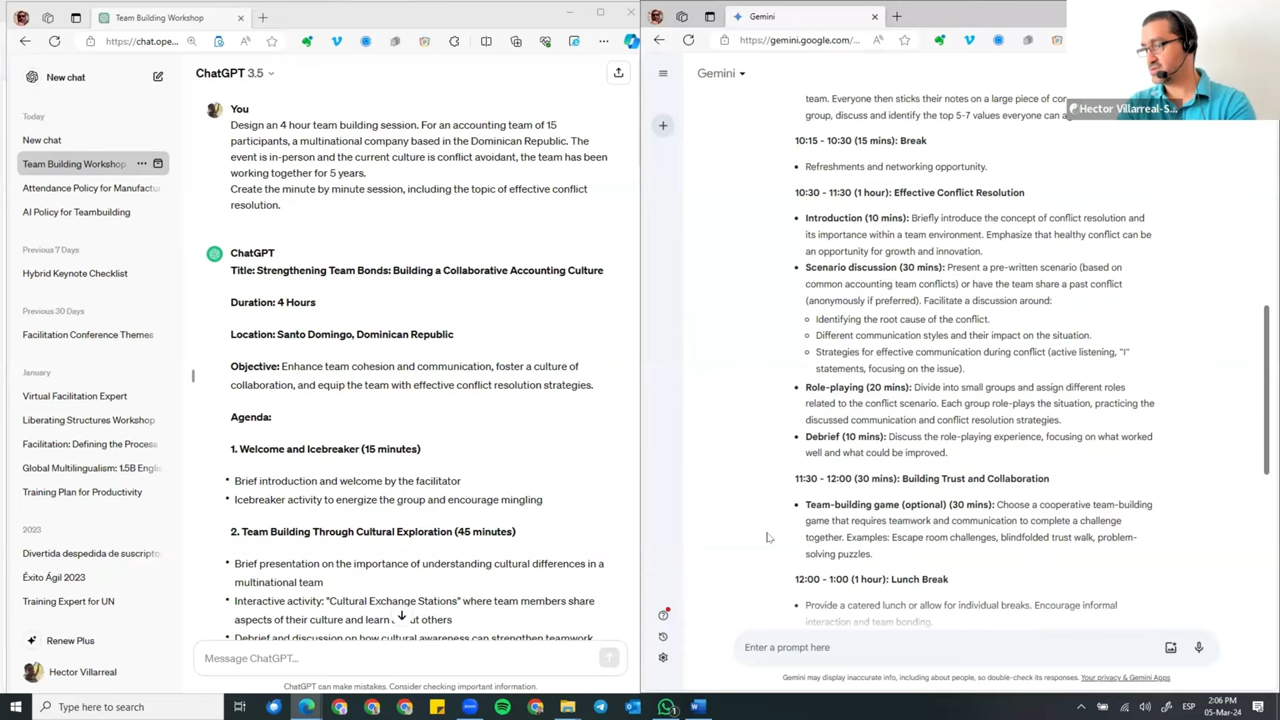 Team Building Workshop
https://chat.ope...
New chat
Today
New chat
Team Building Workshop
Attendance Policy for Manufactu
AI Policy for Teambuilding
Previous 7 Days
Hybrid Keynote Checklist
Previous 30 Days
Facilitation Conference Themes
January
Virtual Facilitation Expert
Liberating Structures Workshop
Facilitation: Defining the Process
Global Multilingualism: 1.5B Engli
Training Plan for Productivity
2023
Divertida despedida de suscripto
Éxito Ágil 2023
Training Expert for UN
Renew Plus
Hector Villarreal
ChatGPT 3.5
You
Design an 4 hour team building session. For an accounting team of 15
participants, a multinational company based in the Dominican Republic. The
event is in-person and the current culture is conflict avoidant, the team has been
working together for 5 years.
Create the minute by minute session, including the topic of effective conflict
resolution.
ChatGPT
Title: Strengthening Team Bonds: Building a Collaborative Accounting Culture
Duration: 4 Hours
Location: Santo Domingo, Dominican Republic
Objective: Enhance team cohesion and communication, foster a culture of
collaboration, and equip the team with effective conflict resolution strategies.
Agenda:
1. Welcome and Icebreaker (15 minutes)
• Brief introduction and welcome by the facilitator
• Icebreaker activity to energize the group and encourage mingling
2. Team Building Through Cultural Exploration (45 minutes)
• Brief presentation on the importance of understanding cultural differences in a
multinational team
• Interactive activity: "Cultural Exchange Stations" where team members share
aspects of their culture and learn ut others
Debrief and discussion on how cultural awareness can strengthen teamwork
Message ChatGPT...
ChatGPT can make mistakes. Consider checking important information.
Gemini
https://gemini.google.com/...
Gemini
Hector Villarreal-S...
team. Everyone then sticks their notes on a large piece of
group, discuss and identify the top 5-7 values everyone can
10:15 - 10:30 (15 mins): Break
• Refreshments and networking opportunity.
10:30 - 11:30 (1 hour): Effective Conflict Resolution
• Introduction (10 mins): Briefly introduce the concept of conflict resolution and
its importance within a team environment. Emphasize that healthy conflict can be
an opportunity for growth and innovation.
• Scenario discussion (30 mins): Present a pre-written scenario (based on
common accounting team conflicts) or have the team share a past conflict
(anonymously if preferred). Facilitate a discussion around:
○ Identifying the root cause of the conflict.
○ Different communication styles and their impact on the situation.
○ Strategies for effective communication during conflict (active listening, "I"
statements, focusing on the issue).
• Role-playing (20 mins): Divide into small groups and assign different roles
related to the conflict scenario. Each group role-plays the situation, practicing the
discussed communication and conflict resolution strategies.
• Debrief (10 mins): Discuss the role-playing experience, focusing on what worked
well and what could be improved.
11:30 - 12:00 (30 mins): Building Trust and Collaboration
• Team-building game (optional) (30 mins): Choose a cooperative team-building
game that requires teamwork and communication to complete a challenge
together. Examples: Escape room challenges, blindfolded trust walk, problem-
solving puzzles.
12:00 - 1:00 (1 hour): Lunch Break
• Provide a catered lunch or allow for individual breaks. Encourage informal
interaction and team bonding.
Enter a prompt here
Gemini may display inaccurate info, including about people, so double-check its responses. Your privacy & Gemini Apps
Type here to search
ESP
2:06 PM
05-Mar-24